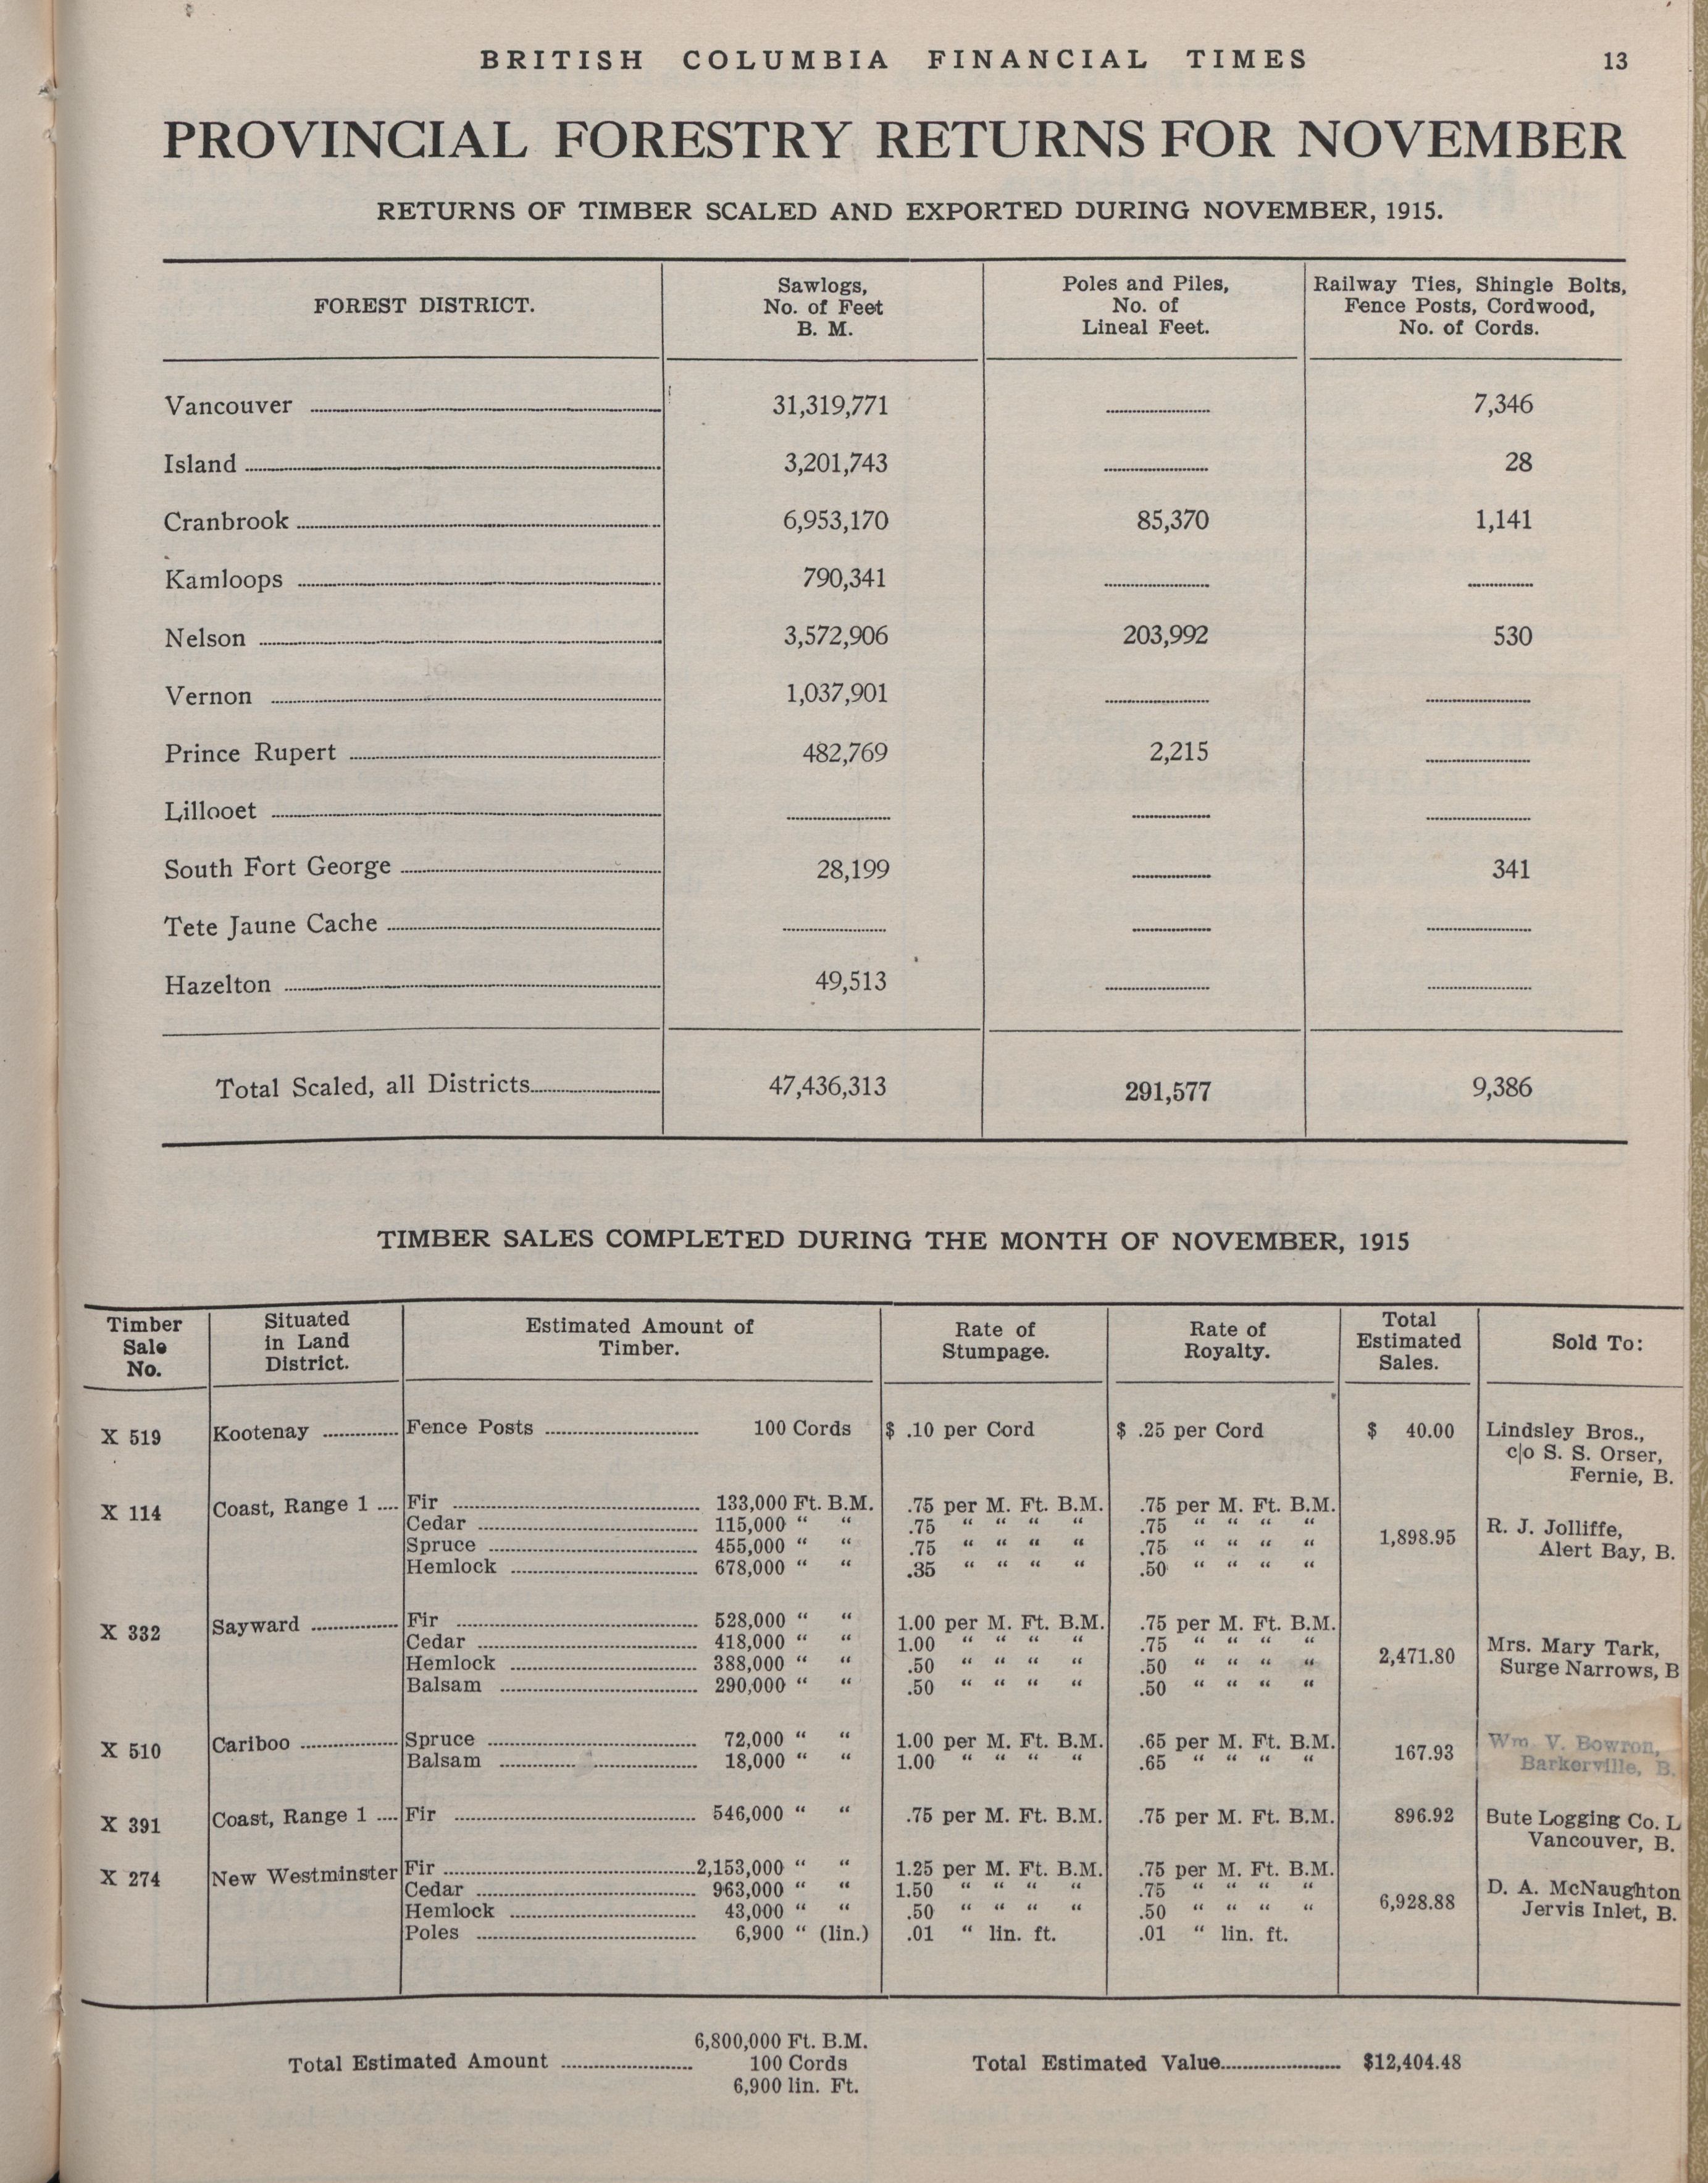 BRITISH COLUMBIA FINANCIAL TIMES 13
PROVINCIAL FORESTRY RETURNS FOR NOVEMBER
RETURNS OF TIMBER SCALED AND EXPORTED DURING NOVEMBER, 1915.
FOREST DISTRICT. Sawlogs, No. of Feet B. M. Poles and Piles, No. of Lineal Feet. Railway Ties, Shingle Bolts, Fence Posts, Cordwood, No. of Cords.
Vancouver 31,319,771 7,346
Island 3,201,743 28
Cranbrook 6,953,170 85,370 1,141
Kamloops 790,341
Nelson 3,572,906 203,992 530
Vernon 1,037,901
Prince Rupert 482,769 2,215
Lillooet
South Fort George 28,199 341
Tete Jaune Cache
Hazelton 49,513
Total Scaled, all Districts 47,436,313 291,577 9,386
TIMBER SALES COMPLETED DURING THE MONTH OF NOVEMBER, 1915
Timber Sale No. Situated in Land District. Estimated Amount of Timber. Rate of Stumpage. Rate of Royalty. Total Estimated Sales. Sold To:
X 519 Kootenay Fence Posts 100 Cords $ .10 per Cord $ .25 per Cord $ 40.00 Lindsley Bros.,
c/o S. S. Orser,
Fernie, B.
X 114 Coast, Range 1 Fir 133,000 Ft. B.M. .75 per M. Ft. B.M. .75 per M. Ft. B.M.
Cedar 115,000 “ “ .75 “ “ “ “ .75 “ “ “ “ 1,898.95 R. J. Jolliffe,
Spruce 455,000 “ “ .75 “ “ “ “ .75 “ “ “ “ Alert Bay, B.
Hemlock 678,000 “ “ .35 “ “ “ “ .50 “ “ “ “
X 332 Sayward Fir 528,000 “ “ 1.00 per M. Ft. B.M. .75 per M. Ft. B.M.
Cedar 418,000 “ “ 1.00 “ “ “ “ .75 “ “ “ “ 2,471.80 Mrs. Mary Tark,
Hemlock 388,000 “ “ .50 “ “ “ “ .50 “ “ “ “ Surge Narrows, B
Balsam 290,000 “ “ .50 “ “ “ “ .50 “ “ “ “
X 510 Cariboo Spruce 72,000 “ “ 1.00 per M. Ft. B.M. .65 per M. Ft. B.M. 167.93 Wm. V. Bowron,
Balsam 18,000 “ “ 1.00 “ “ “ “ .65 “ “ “ “ Barkerville, B.
X 391 Coast, Range 1 Fir 546,000 “ “ .75 per M. Ft. B.M. .75 per M. Ft. B.M. 896.92 Bute Logging Co. L
Vancouver, B.
X 274 New Westminster Fir 2,153,000 “ “ 1.25 per M. Ft. B.M. .75 per M. Ft. B.M.
Cedar 963,000 “ “ 1.50 “ “ “ “ .75 “ “ “ “ 6,928.88 D. A. McNaughton
Hemlock 43,000 “ “ .50 “ “ “ “ .50 “ “ “ “ Jervis Inlet, B.
Poles 6,900 “ (lin.) .01 “ lin. ft. .01 “ lin. ft.
6,800,000 Ft. B.M.
Total Estimated Amount 100 Cords Total Estimated Value $12,404.48
6,900 lin. Ft.